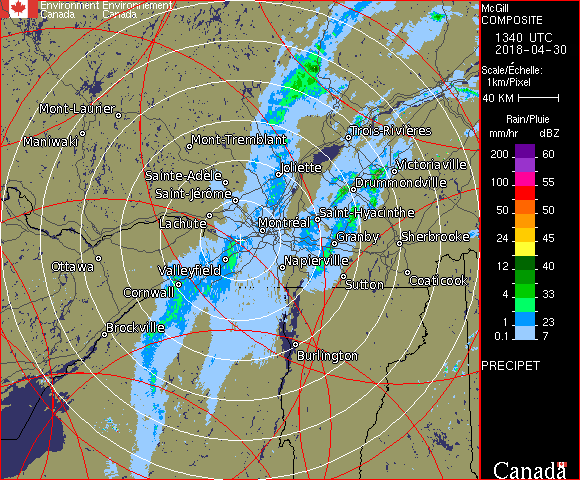 Environment Environnement
Canada Canada
McGill
COMPOSITE
1340 UTC
2018-04-30
Scale/Échelle:
1km/Pixel
40 KM
Rain/Pluie
mm/hr dBZ
200 60
100 55
50 50
24 45
12 40
4 33
1 23
0.1 7
PRECIPET
Canada
Mont-Laurier
Maniwaki
Mont-Tremblant
Trois-Rivières
Joliette
Victoriaville
Sainte-Adèle
Drummondville
Saint-Jérôme
Saint-Hyacinthe
Lachute
Montréal
Granby
Sherbrooke
Ottawa
Napierville
Valleyfield
Coaticook
Sutton
Cornwall
Brockville
Burlington